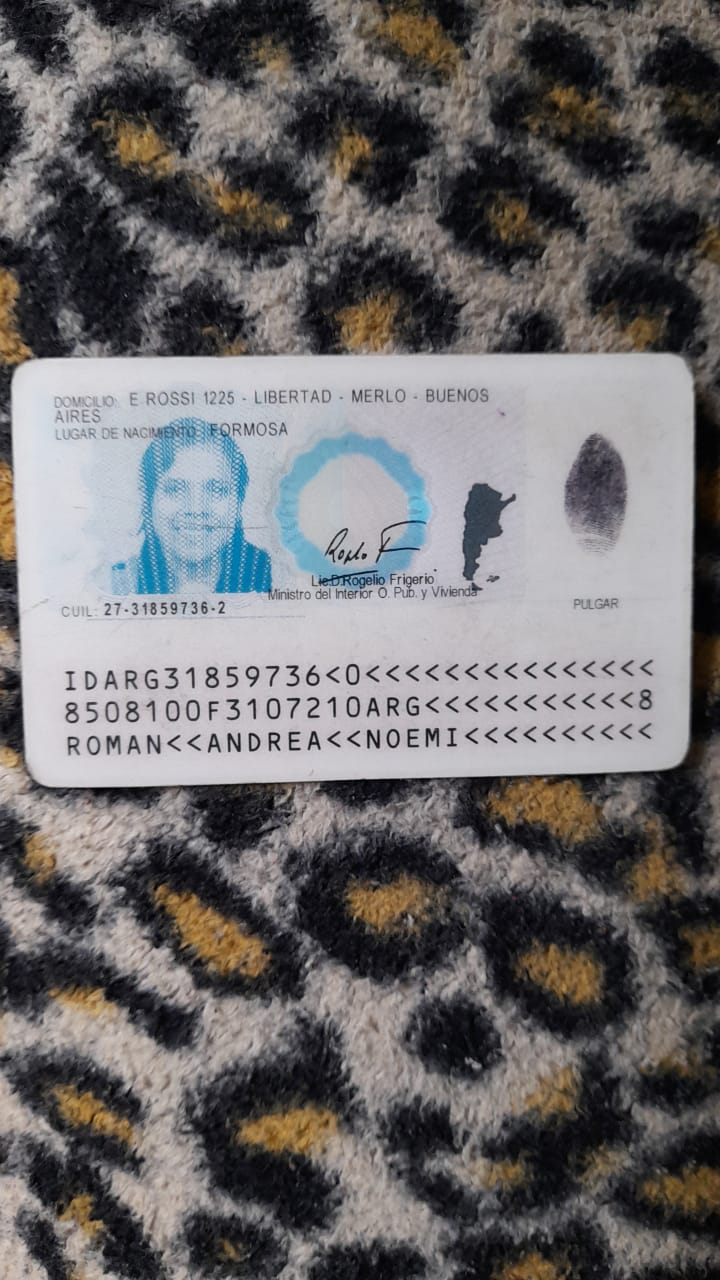 DOMICILIO: E ROSSI 1225 - LIBERTAD - MERLO - BUENOS
AIRES
LUGAR DE NACIMIENTO: FORMOSA
Lic.D.Rogelio Frigerio
Ministro del Interior O. Pub. y Vivienda
CUIL: 27-31859736-2
PULGAR
IDARG31859736<0<<<<<<<<<<<<<<<
8508100F3107210ARG<<<<<<<<<<<8
ROMAN<<ANDREA<<NOEMI<<<<<<<<<<